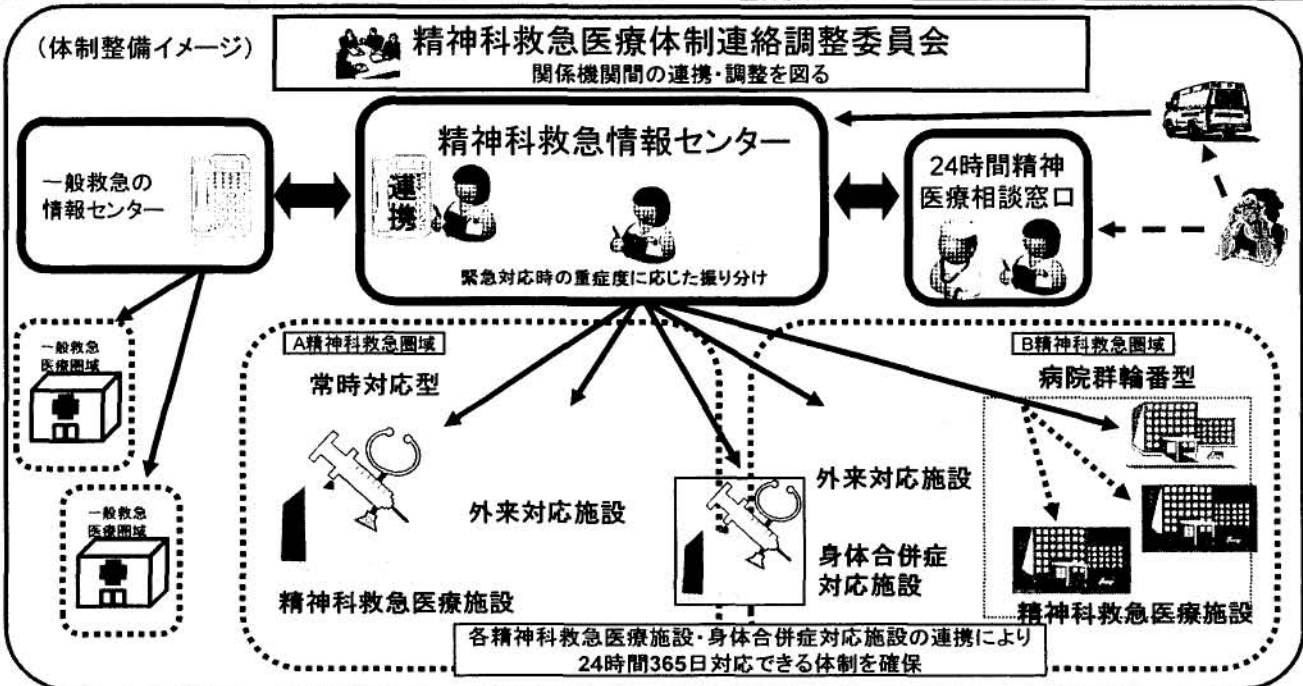 (体制整備イメージ)
精神科救急医療体制連絡調整委員会
関係機関間の連携・調整を図る
一般救急の
情報センター
精神科救急情報センター
連携
緊急対応時の重症度に応じた振り分け
24時間精神
医療相談窓口
一般救急
医療圏域
一般救急
医療圏域
A精神科救急圏域
常時対応型
外来対応施設
精神科救急医療施設
B精神科救急圏域
病院群輪番型
外来対応施設
身体合併症
対応施設
精神科救急医療施設
各精神科救急医療施設・身体合併症対応施設の連携により
24時間365日対応できる体制を確保